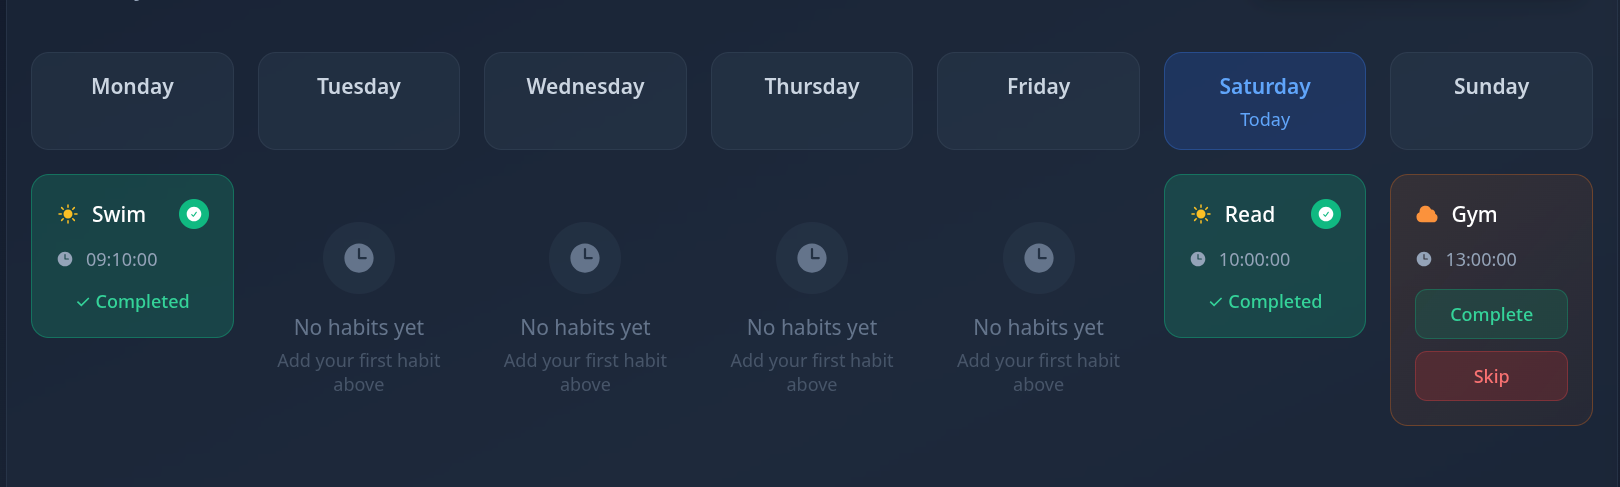 Monday
Tuesday
Wednesday
Thursday
Friday
Saturday
Today
Sunday
Swim
09:10:00
Completed
No habits yet
Add your first habit
above
No habits yet
Add your first habit
above
No habits yet
Add your first habit
above
No habits yet
Add your first habit
above
Read
10:00:00
Completed
Gym
13:00:00
Complete
Skip